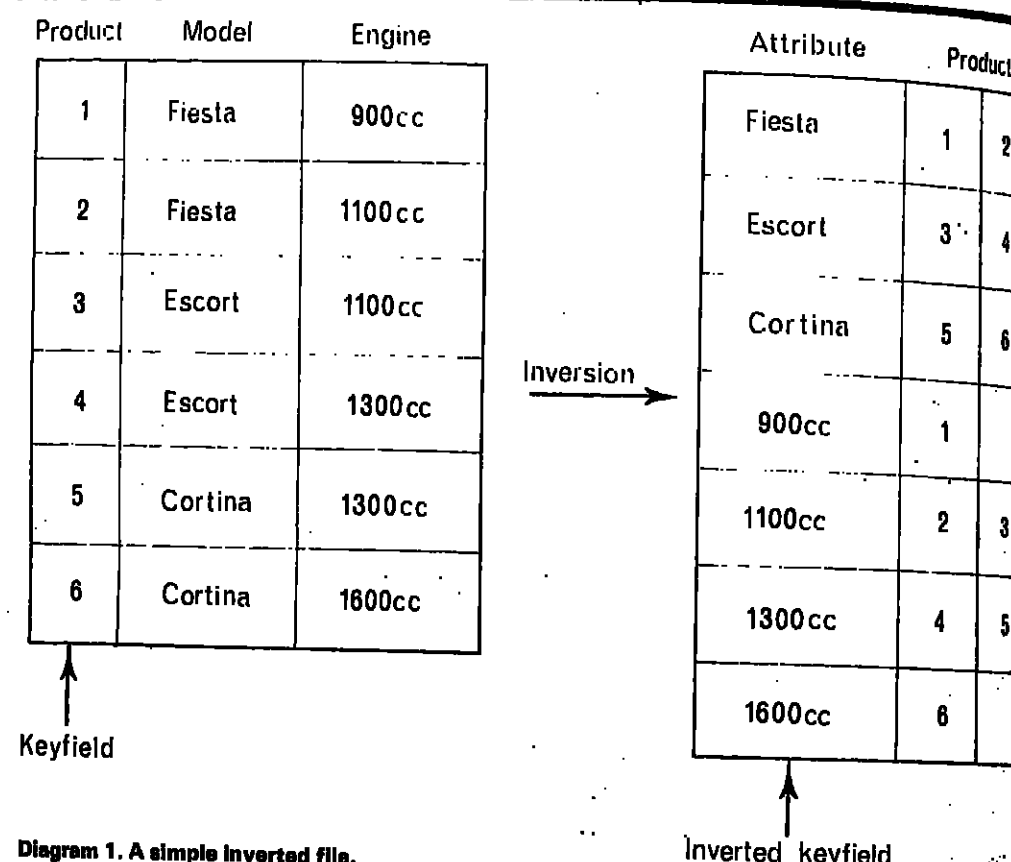 Product Model Engine
1 Fiesta 900cc
2 Fiesta 1100cc
3 Escort 1100cc
4 Escort 1300cc
5 Cortina 1300cc
6 Cortina 1600cc
Keyfield
Inversion
Attribute Product
Fiesta 1 2
Escort 3 4
Cortina 5 6
900cc 1
1100cc 2 3
1300cc 4 5
1600cc 6
Inverted keyfield
Diagram 1. A simple inverted file.